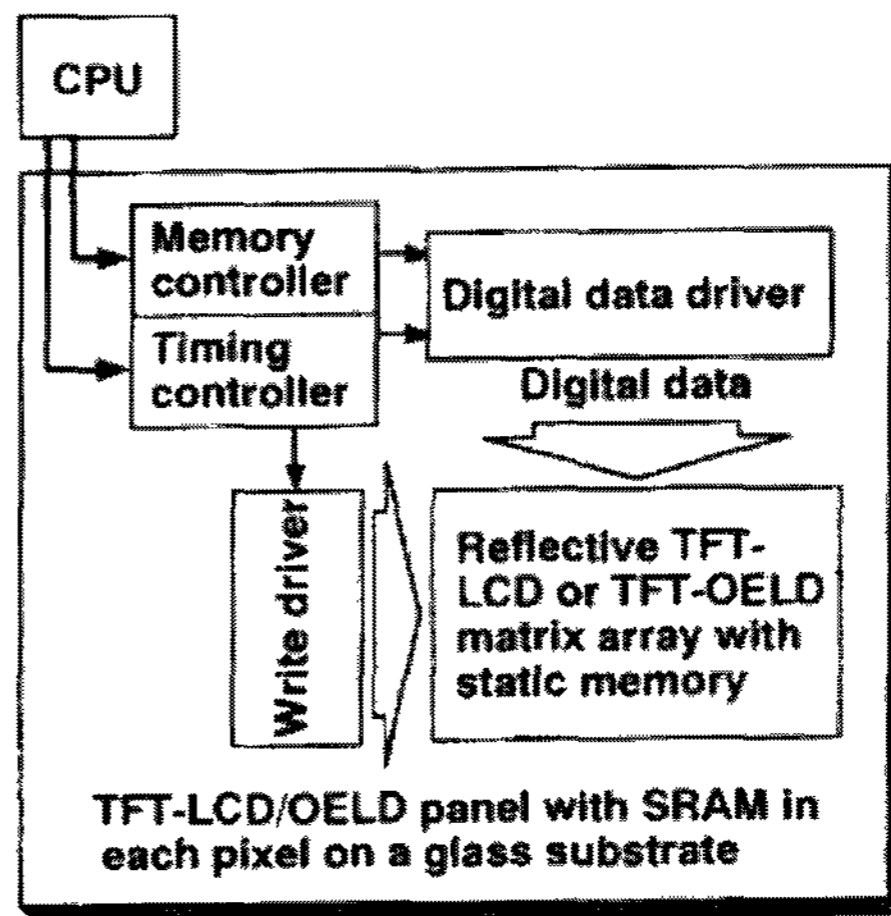 CPU
Memory
controller
Timing
controller
Digital data driver
Digital data
Write driver
Reflective TFT-
LCD or TFT-OELD
matrix array with
static memory
TFT-LCD/OELD panel with SRAM in
each pixel on a glass substrate